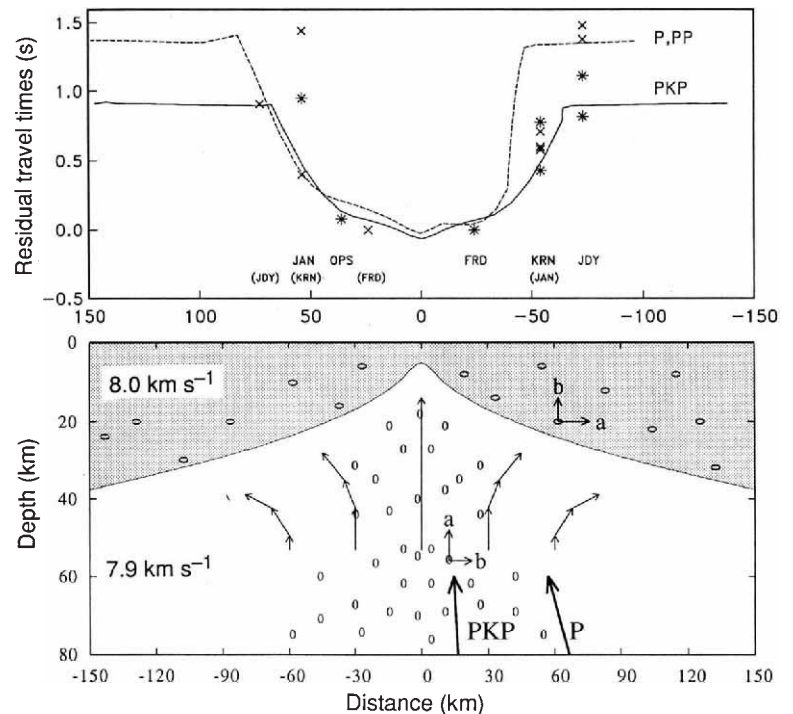 1.5
P,PP
PKP
1.0
0.5
0.0
−0.5
Residual travel times (s)
JAN OPS FRD KRN JDY
(JDY) (KRN) (FRD) (JAN)
150 100 50 0 −50 −100 −150
0
20
40
60
80
Depth (km)
8.0 km s⁻¹
b
a
a
b
7.9 km s⁻¹
PKP P
-150 -120 -90 -60 -30 0 30 60 90 120 150
Distance (km)